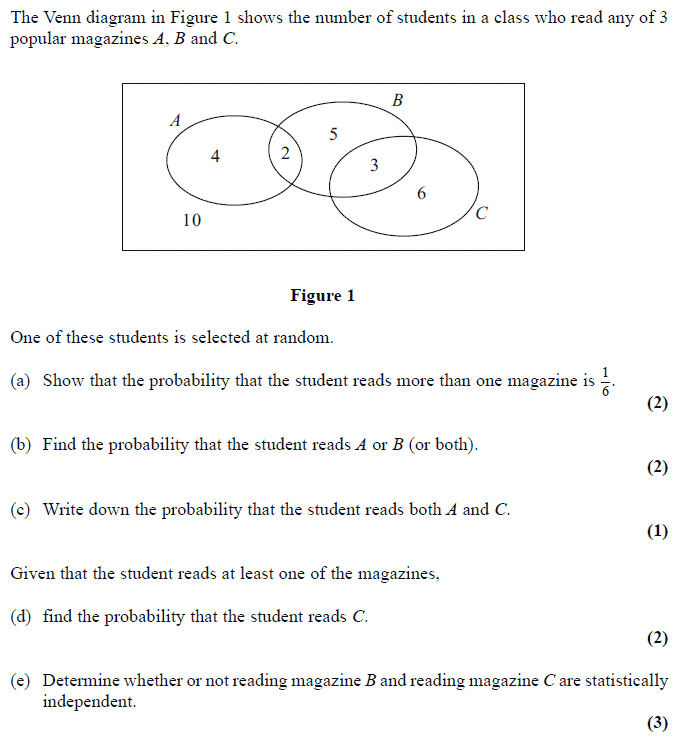 The Venn diagram in Figure 1 shows the number of students in a class who read any of 3
popular magazines A, B and C.
B
A
5
4
2
3
6
10
C
Figure 1
One of these students is selected at random.
(a) Show that the probability that the student reads more than one magazine is 1/6.
(2)
(b) Find the probability that the student reads A or B (or both).
(2)
(c) Write down the probability that the student reads both A and C.
(1)
Given that the student reads at least one of the magazines,
(d) find the probability that the student reads C.
(2)
(e) Determine whether or not reading magazine B and reading magazine C are statistically
independent.
(3)